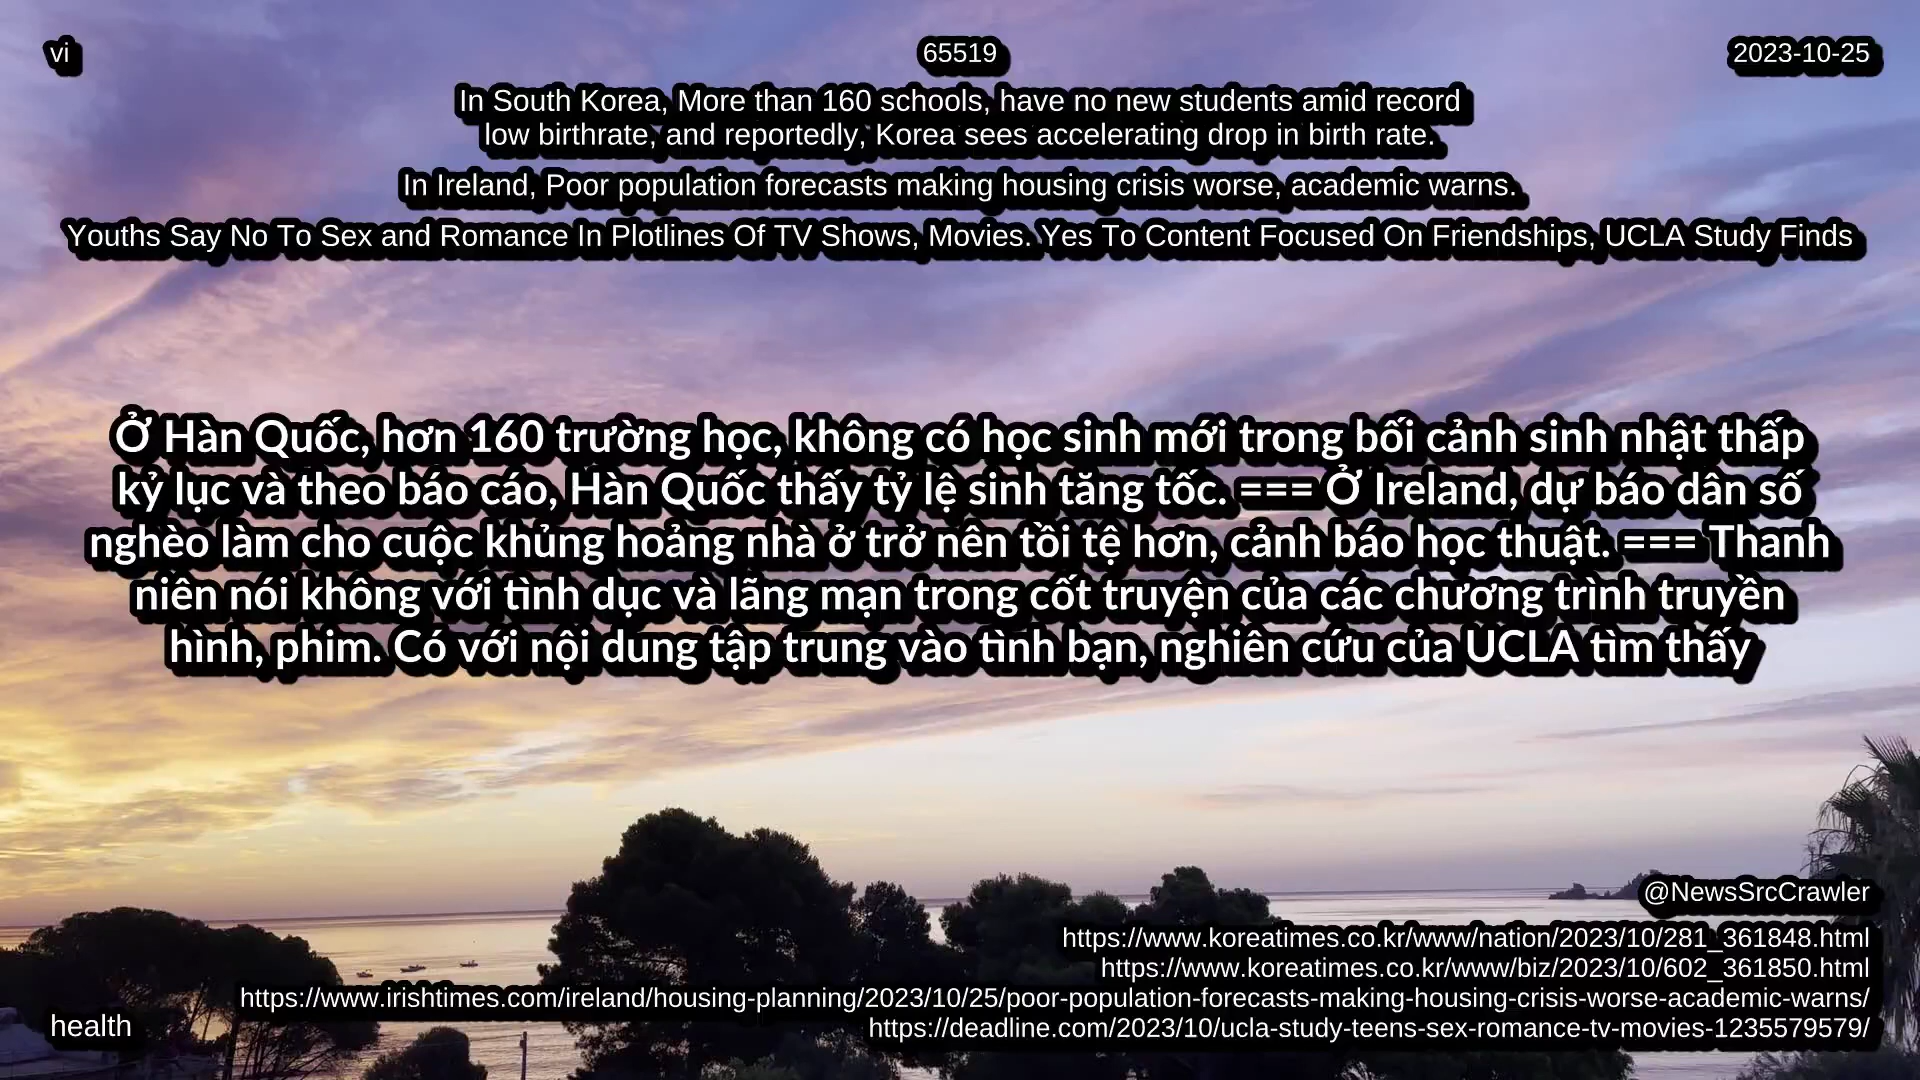 vi
65519
2023-10-25
In South Korea, More than 160 schools, have no new students amid record
low birthrate, and reportedly, Korea sees accelerating drop in birth rate.
In Ireland, Poor population forecasts making housing crisis worse, academic warns.
Youths Say No To Sex and Romance In Plotlines Of TV Shows, Movies. Yes To Content Focused On Friendships, UCLA Study Finds
Ở Hàn Quốc, hơn 160 trường học, không có học sinh mới trong bối cảnh sinh nhật thấp
kỷ lục và theo báo cáo, Hàn Quốc thấy tỷ lệ sinh tăng tốc. === Ở Ireland, dự báo dân số
nghèo làm cho cuộc khủng hoảng nhà ở trở nên tồi tệ hơn, cảnh báo học thuật. === Thanh
niên nói không với tình dục và lãng mạn trong cốt truyện của các chương trình truyền
hình, phim. Có với nội dung tập trung vào tình bạn, nghiên cứu của UCLA tìm thấy
@NewsSrcCrawler
https://www.koreatimes.co.kr/www/nation/2023/10/281_361848.html
https://www.koreatimes.co.kr/www/biz/2023/10/602_361850.html
https://www.irishtimes.com/ireland/housing-planning/2023/10/25/poor-population-forecasts-making-housing-crisis-worse-academic-warns/
https://deadline.com/2023/10/ucla-study-teens-sex-romance-tv-movies-1235579579/
health